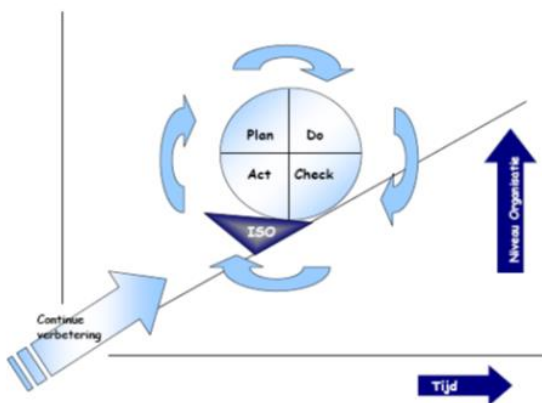 Plan
Do
Act
Check
ISO
Niveau Organisatie
Continue
verbetering
Tijd